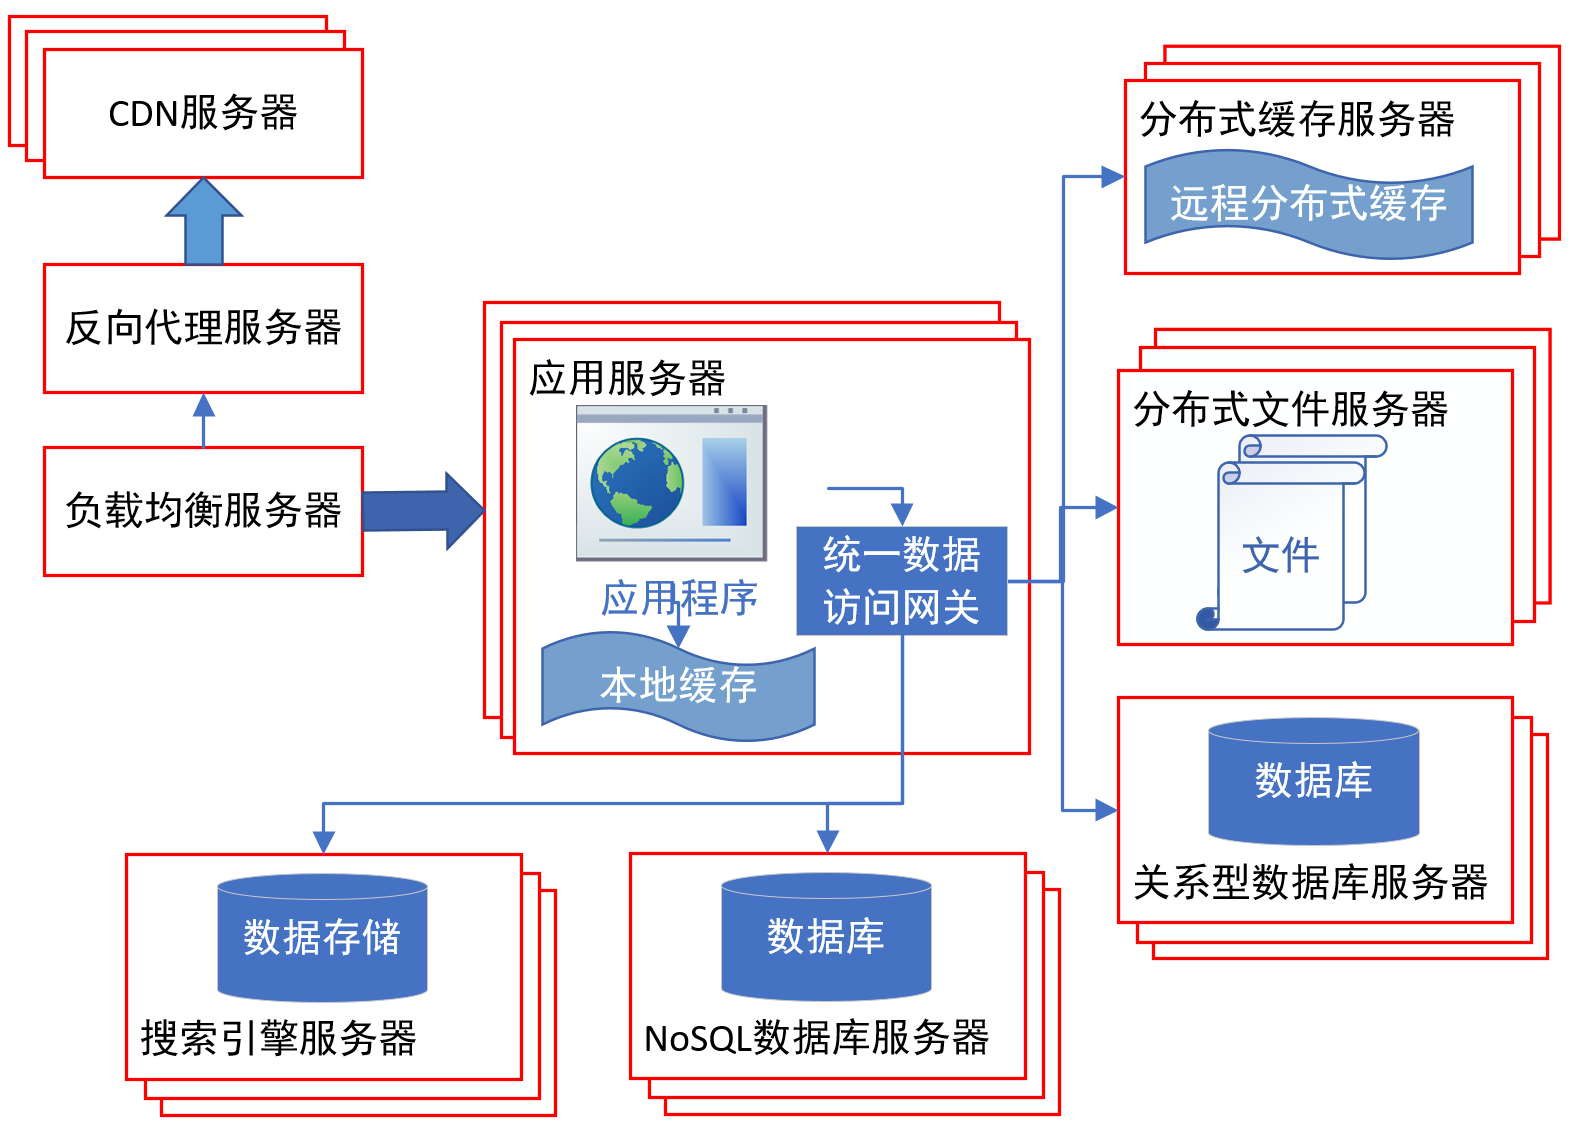 CDN服务器
反向代理服务器
负载均衡服务器
应用服务器
应用程序
本地缓存
统一数据
访问网关
分布式缓存服务器
远程分布式缓存
分布式文件服务器
文件
数据库
关系型数据库服务器
数据存储
搜索引擎服务器
数据库
NoSQL数据库服务器